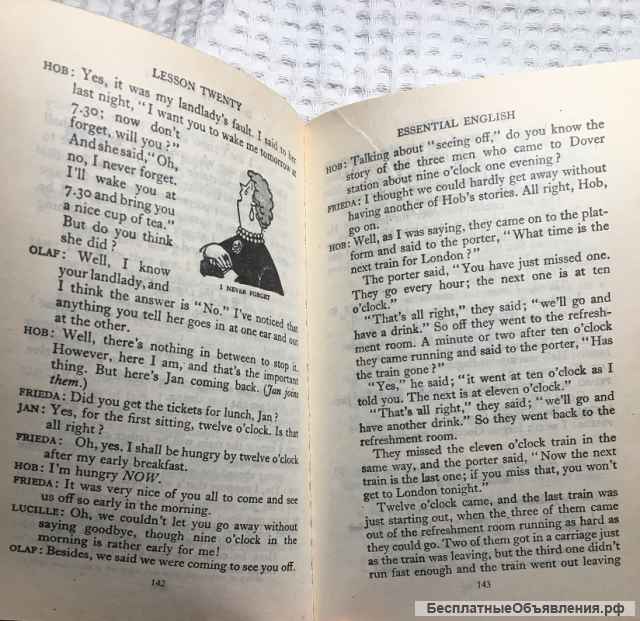 LESSON TWENTY
HOB: Yes, it was my landlady's fault. I said to her
last night, "I want you to wake me tomorrow at
7.30; now don't
forget, will you?"
And she said, "Oh,
no, I never forget.
I'll wake you at
7.30 and bring you
a nice cup of tea."
But do you think
she did?
OLAF: Well, I know
your landlady, and
I think the answer is "No." I've noticed that
anything you tell her goes in at one ear and out
at the other.
I NEVER FORGET
HOB: Well, there's nothing in between to stop it.
However, here I am, and that's the important
thing. But here's Jan coming back. (Jan joins
them.)
FRIEDA: Did you get the tickets for lunch, Jan?
JAN: Yes, for the first sitting, twelve o'clock. Is that
all right?
FRIEDA: Oh, yes. I shall be hungry by twelve o'clock
after my early breakfast.
HOB: I'm hungry NOW.
FRIEDA: It was very nice of you all to come and see
us off so early in the morning.
LUCILLE: Oh, we couldn't let you go away without
saying goodbye, though nine o'clock in the
morning is rather early for me!
OLAF: Besides, we said we were coming to see you off.
142
ESSENTIAL ENGLISH
HOB: Talking about "seeing off," do you know the
story of the three men who came to Dover
station about nine o'clock one evening?
FRIEDA: I thought we could hardly get away without
having another of Hob's stories. All right, Hob,
go on.
HOB: Well, as I was saying, they came on to the plat-
form and said to the porter, "What time is the
next train for London?"
The porter said, "You have just missed one.
They go every hour; the next one is at ten
o'clock."
"That's all right," they said; "we'll go and
have a drink." So off they went to the refresh-
ment room. A minute or two after ten o'clock
they came running and said to the porter, "Has
the train gone?"
"Yes," he said; "it went at ten o'clock as I
told you. The next is at eleven o'clock."
"That's all right," they said; "we'll go and
have another drink." So they went back to the
refreshment room.
They missed the eleven o'clock train in the
same way, and the porter said, "Now the next
train is the last one; if you miss that, you won't
get to London tonight."
Twelve o'clock came, and the last train was
just starting out, when the three of them came
out of the refreshment room running as hard as
they could go. Two of them got in a carriage just
as the train was leaving, but the third one didn't
run fast enough and the train went out leaving
143
БесплатныеОбъявления.рф